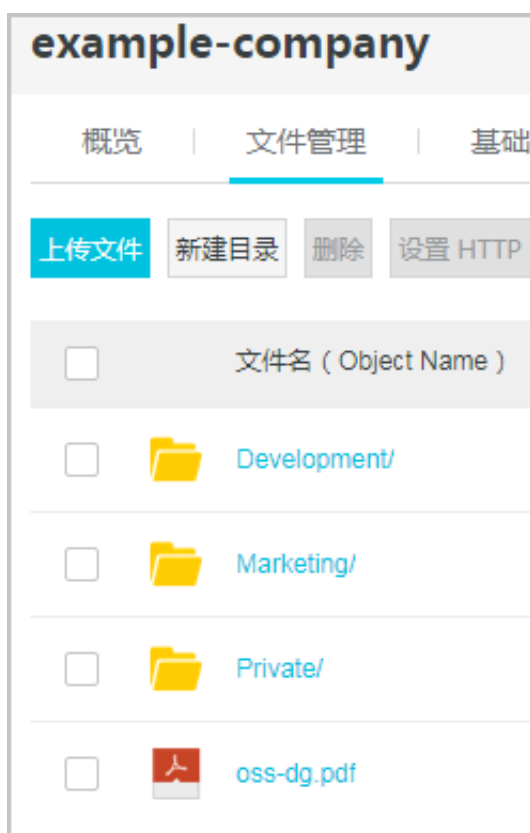 example-company
概览 文件管理 基础
上传文件 新建目录 删除 设置 HTTP
文件名（Object Name）
Development/
Marketing/
Private/
oss-dg.pdf